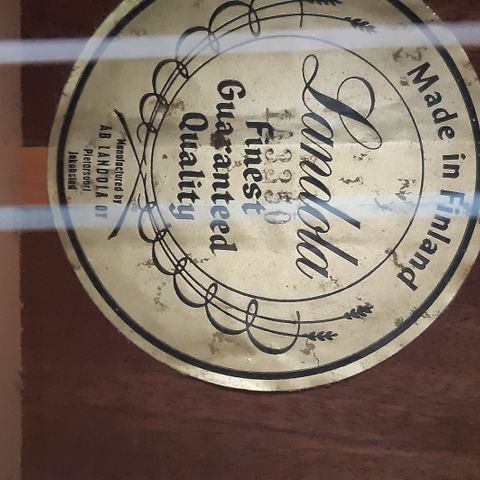 Made in Finland
Landola
Finest
Guaranteed
Quality
Manufactured by
AB LANDOLA OY
Pietarsaari
Jakobstad